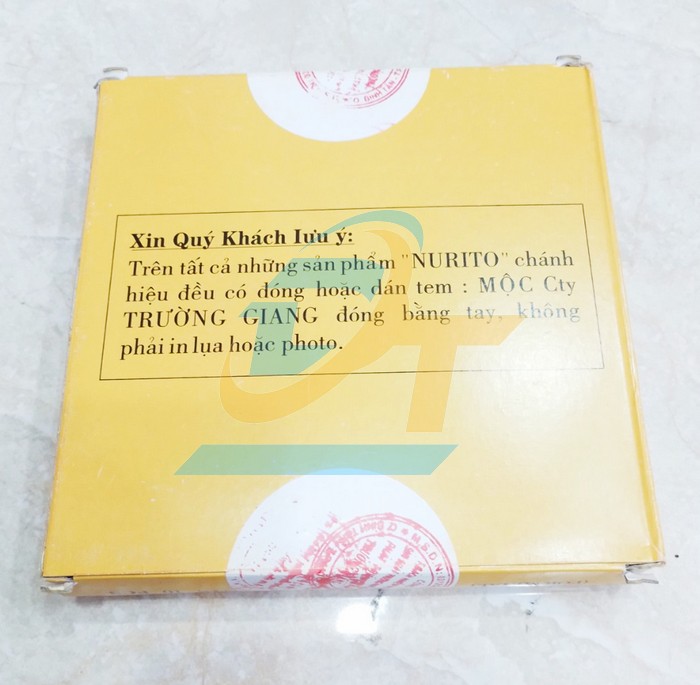 Xin Quý Khách lưu ý:
Trên tất cả những sản phẩm "NURITO" chánh
hiệu đều có đóng hoặc dán tem : MỘC Cty
TRƯỜNG GIANG đóng bằng tay, không
phải in lụa hoặc photo.
DT